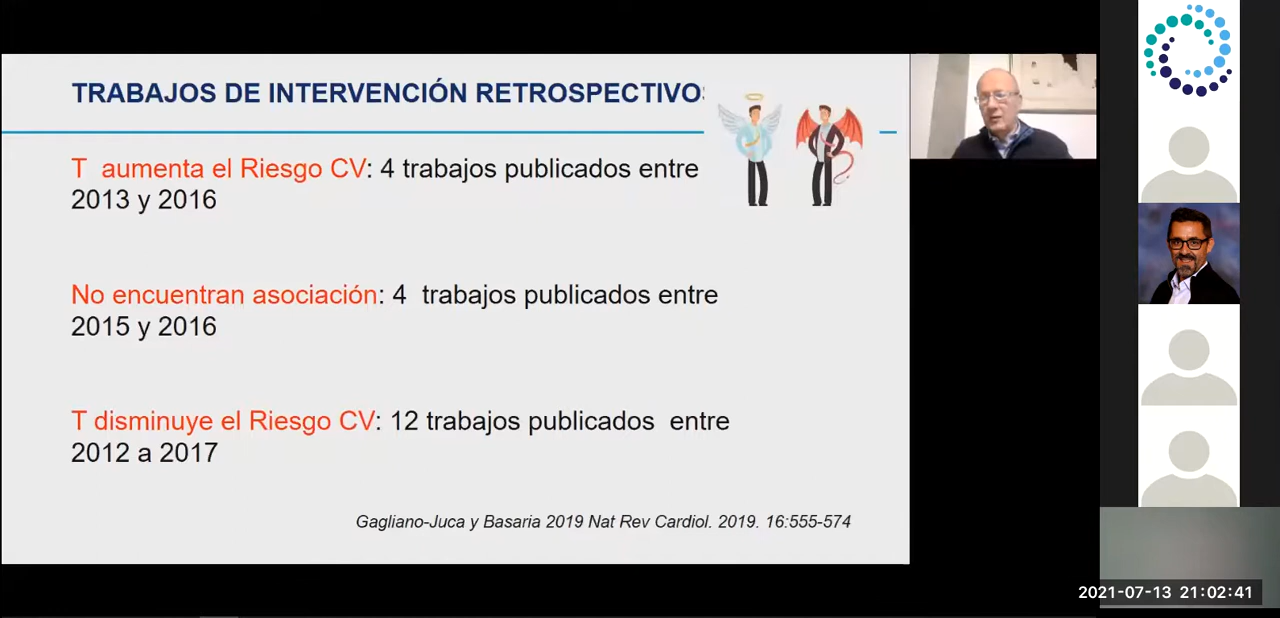 TRABAJOS DE INTERVENCIÓN RETROSPECTIVOS
T aumenta el Riesgo CV: 4 trabajos publicados entre
2013 y 2016
No encuentran asociación: 4 trabajos publicados entre
2015 y 2016
T disminuye el Riesgo CV: 12 trabajos publicados entre
2012 a 2017
Gagliano-Juca y Basaria 2019 Nat Rev Cardiol. 2019. 16:555-574
2021-07-13 21:02:41